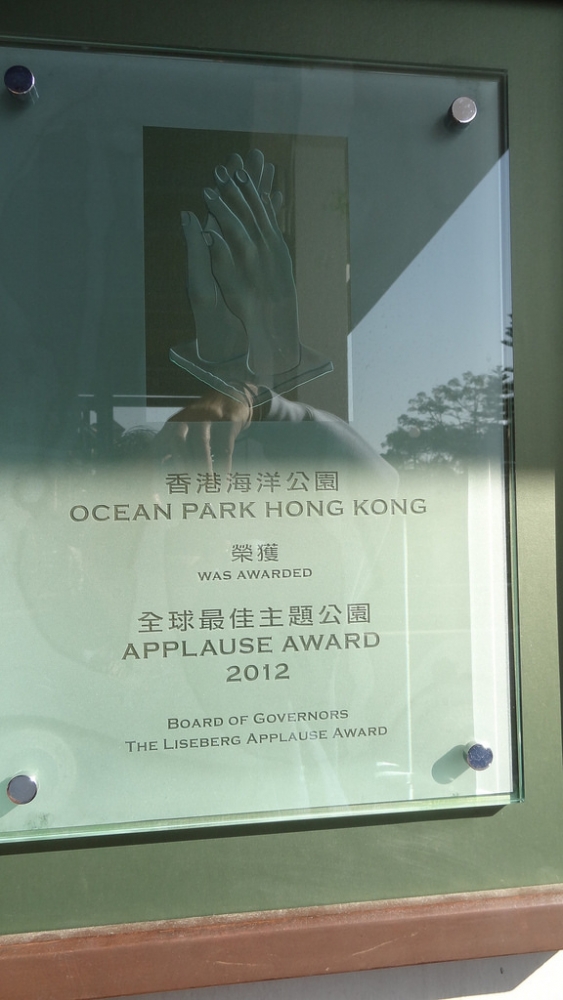 香港海洋公園
OCEAN PARK HONG KONG
榮獲
WAS AWARDED
全球最佳主題公園
APPLAUSE AWARD
2012
BOARD OF GOVERNORS
THE LISEBERG APPLAUSE AWARD